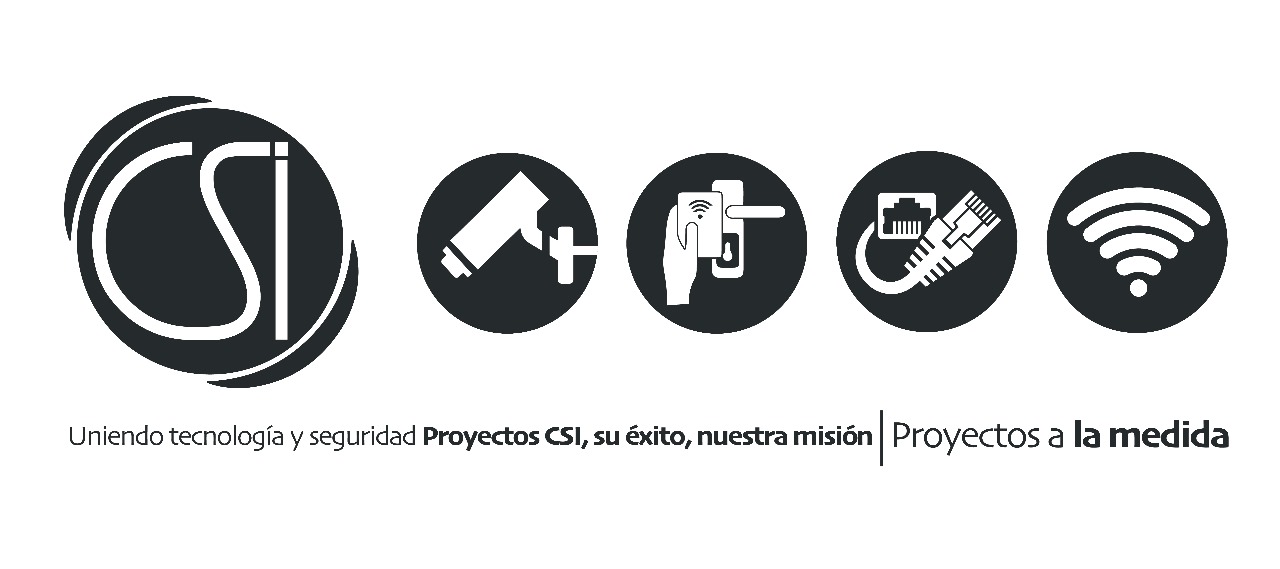 CSi
Uniendo tecnología y seguridad Proyectos CSI, su éxito, nuestra misión | Proyectos a la medida